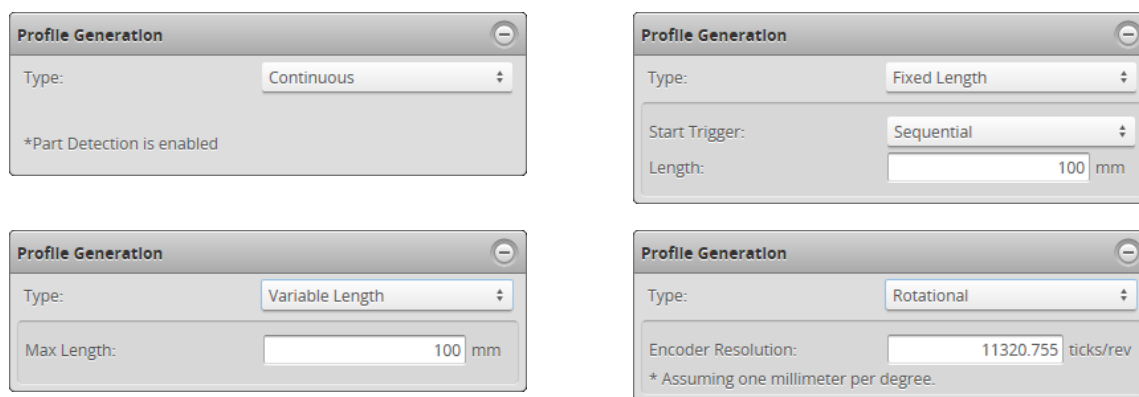 Profile Generation
Type: Continuous
*Part Detection is enabled
Profile Generation
Type: Fixed Length
Start Trigger: Sequential
Length: 100 mm
Profile Generation
Type: Variable Length
Max Length: 100 mm
Profile Generation
Type: Rotational
Encoder Resolution: 11320.755 ticks/rev
* Assuming one millimeter per degree.